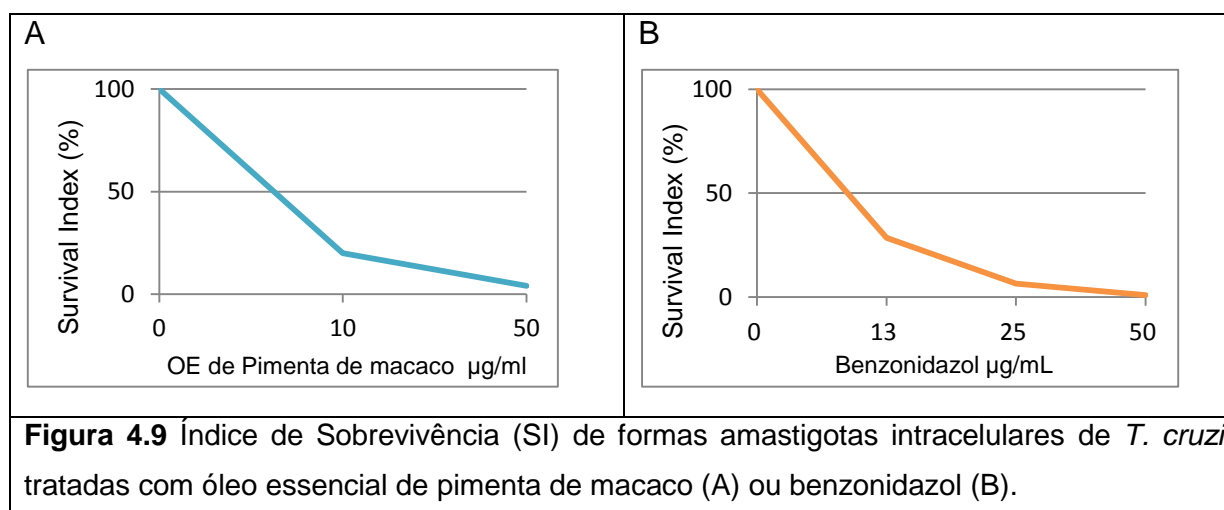 A
100
50
0
Survival Index (%)
0 10 50
OE de Pimenta de macaco µg/ml
B
100
50
0
Survival Index (%)
0 13 25 50
Benzonidazol µg/mL
Figura 4.9 Índice de Sobrevivência (SI) de formas amastigotas intracelulares de T. cruzi
tratadas com óleo essencial de pimenta de macaco (A) ou benzonidazol (B).